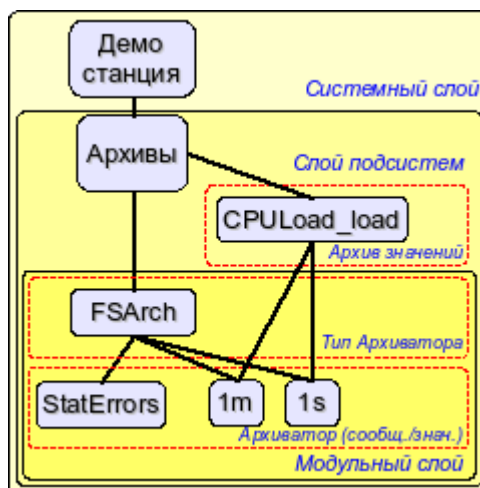 Демо
станция
Системный слой
Архивы
Слой подсистем
CPULoad_load
Архив значений
FSArch
Тип Архиватора
StatErrors
1m
1s
Архиватор (сообщ./знач.)
Модульный слой